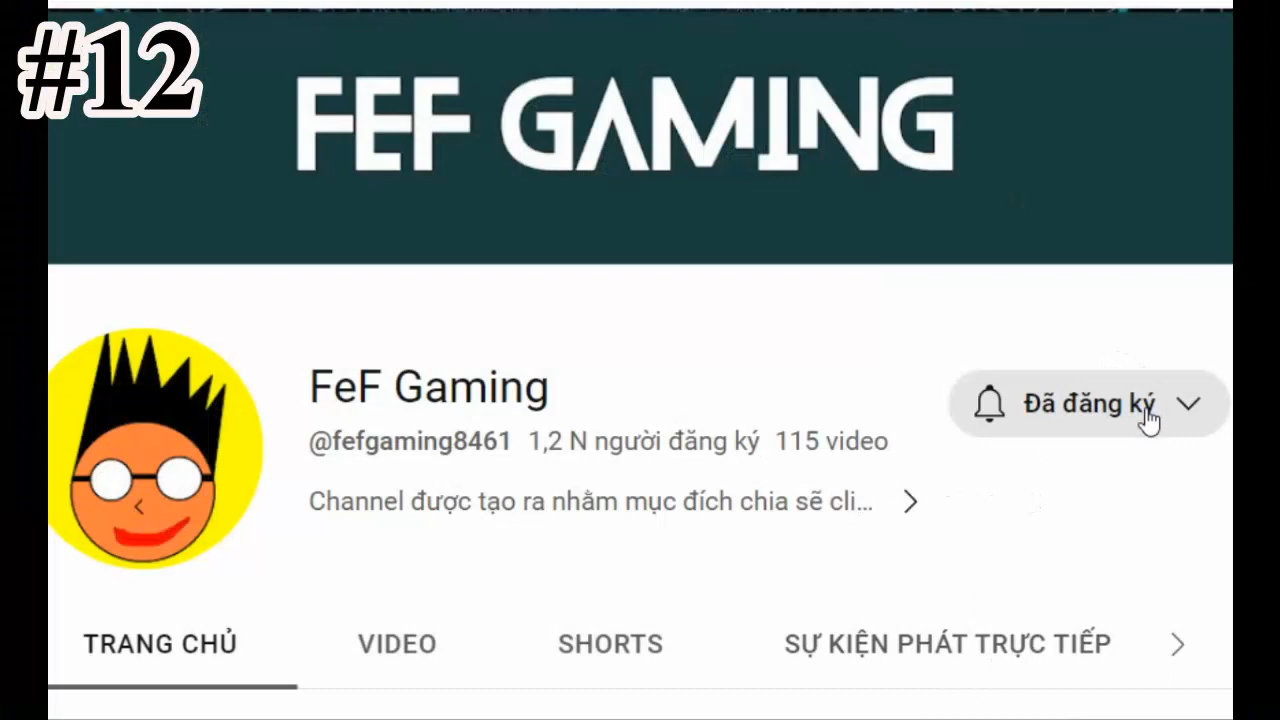 #12
FEF GAMING
FeF Gaming
Đã đăng ký
@fefgaming8461 1,2 N người đăng ký 115 video
Channel được tạo ra nhằm mục đích chia sẽ cli...
TRANG CHỦ VIDEO SHORTS SỰ KIỆN PHÁT TRỰC TIẾP